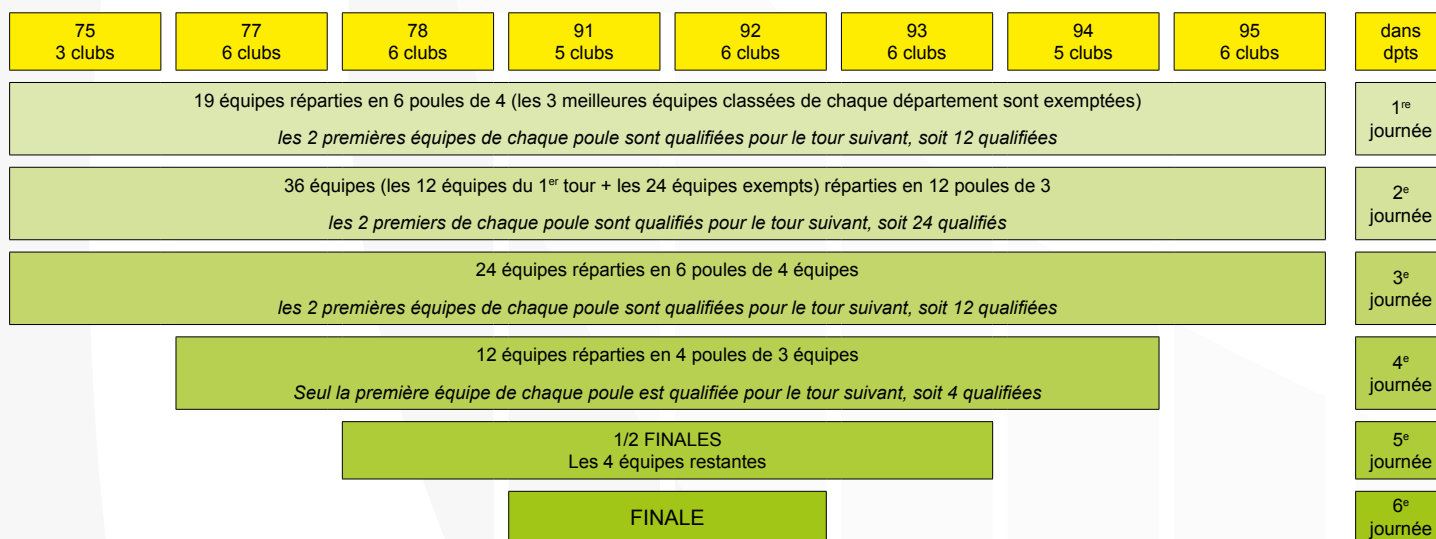 75
3 clubs
77
6 clubs
78
6 clubs
91
5 clubs
92
6 clubs
93
6 clubs
94
5 clubs
95
6 clubs
dans
dpts
19 équipes réparties en 6 poules de 4 (les 3 meilleures équipes classées de chaque département sont exemptées)
les 2 premières équipes de chaque poule sont qualifiées pour le tour suivant, soit 12 qualifiées
1re
journée
36 équipes (les 12 équipes du 1er tour + les 24 équipes exempts) réparties en 12 poules de 3
les 2 premiers de chaque poule sont qualifiés pour le tour suivant, soit 24 qualifiés
2e
journée
24 équipes réparties en 6 poules de 4 équipes
les 2 premières équipes de chaque poule sont qualifiées pour le tour suivant, soit 12 qualifiées
3e
journée
12 équipes réparties en 4 poules de 3 équipes
Seul la première équipe de chaque poule est qualifiée pour le tour suivant, soit 4 qualifiées
4e
journée
1/2 FINALES
Les 4 équipes restantes
5e
journée
FINALE
6e
journée